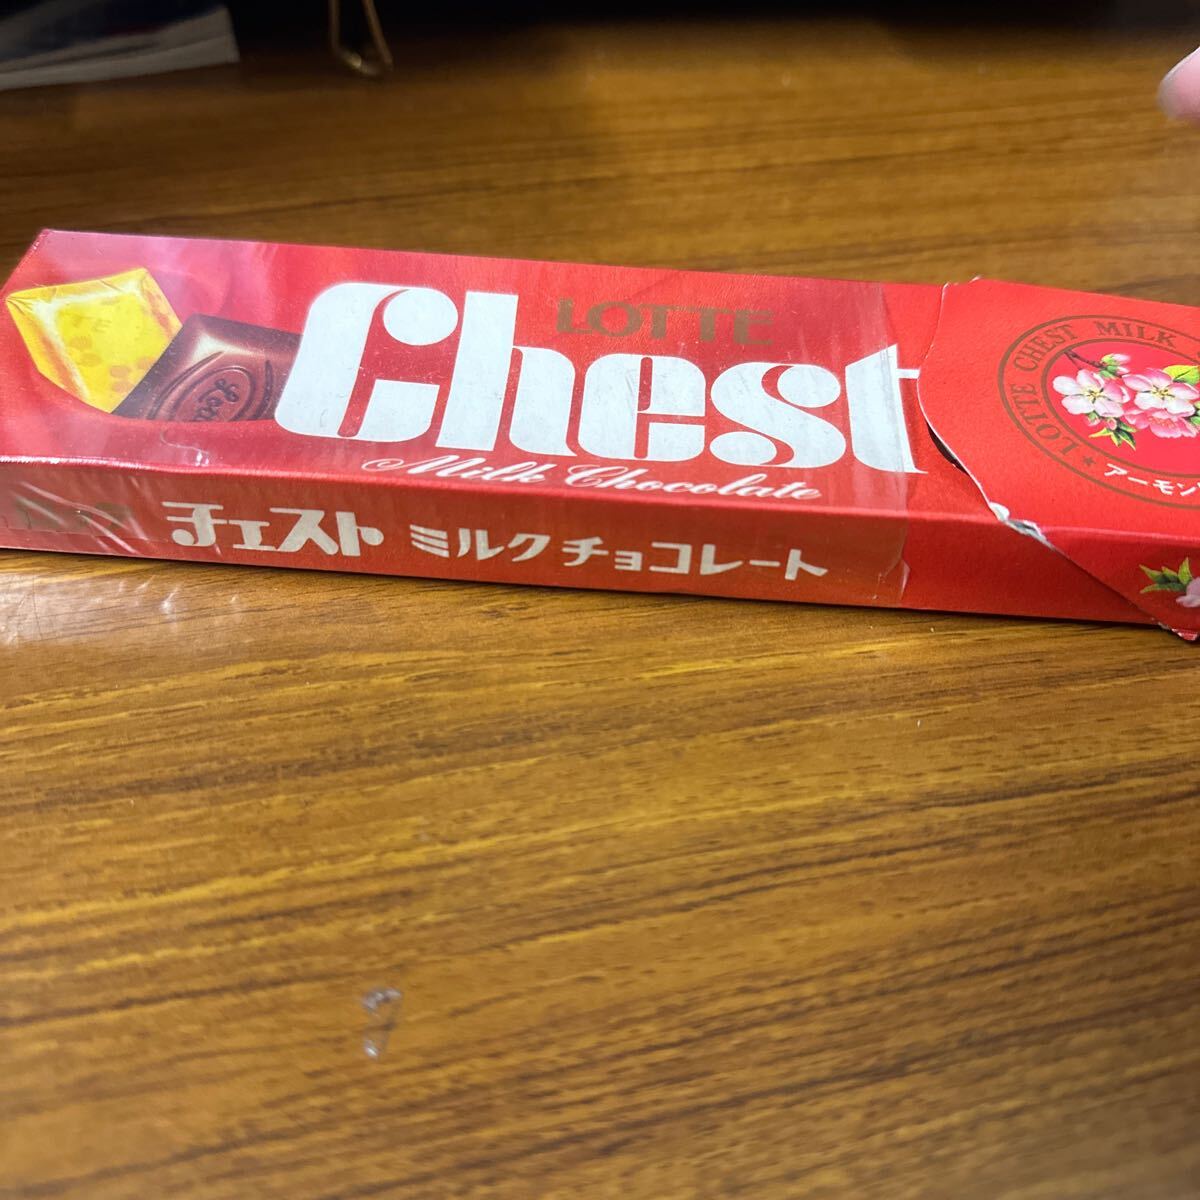 LOTTE
Chest
Milk Chocolate
チェスト ミルクチョコレート
LOTTE CHEST MILK
アーモン